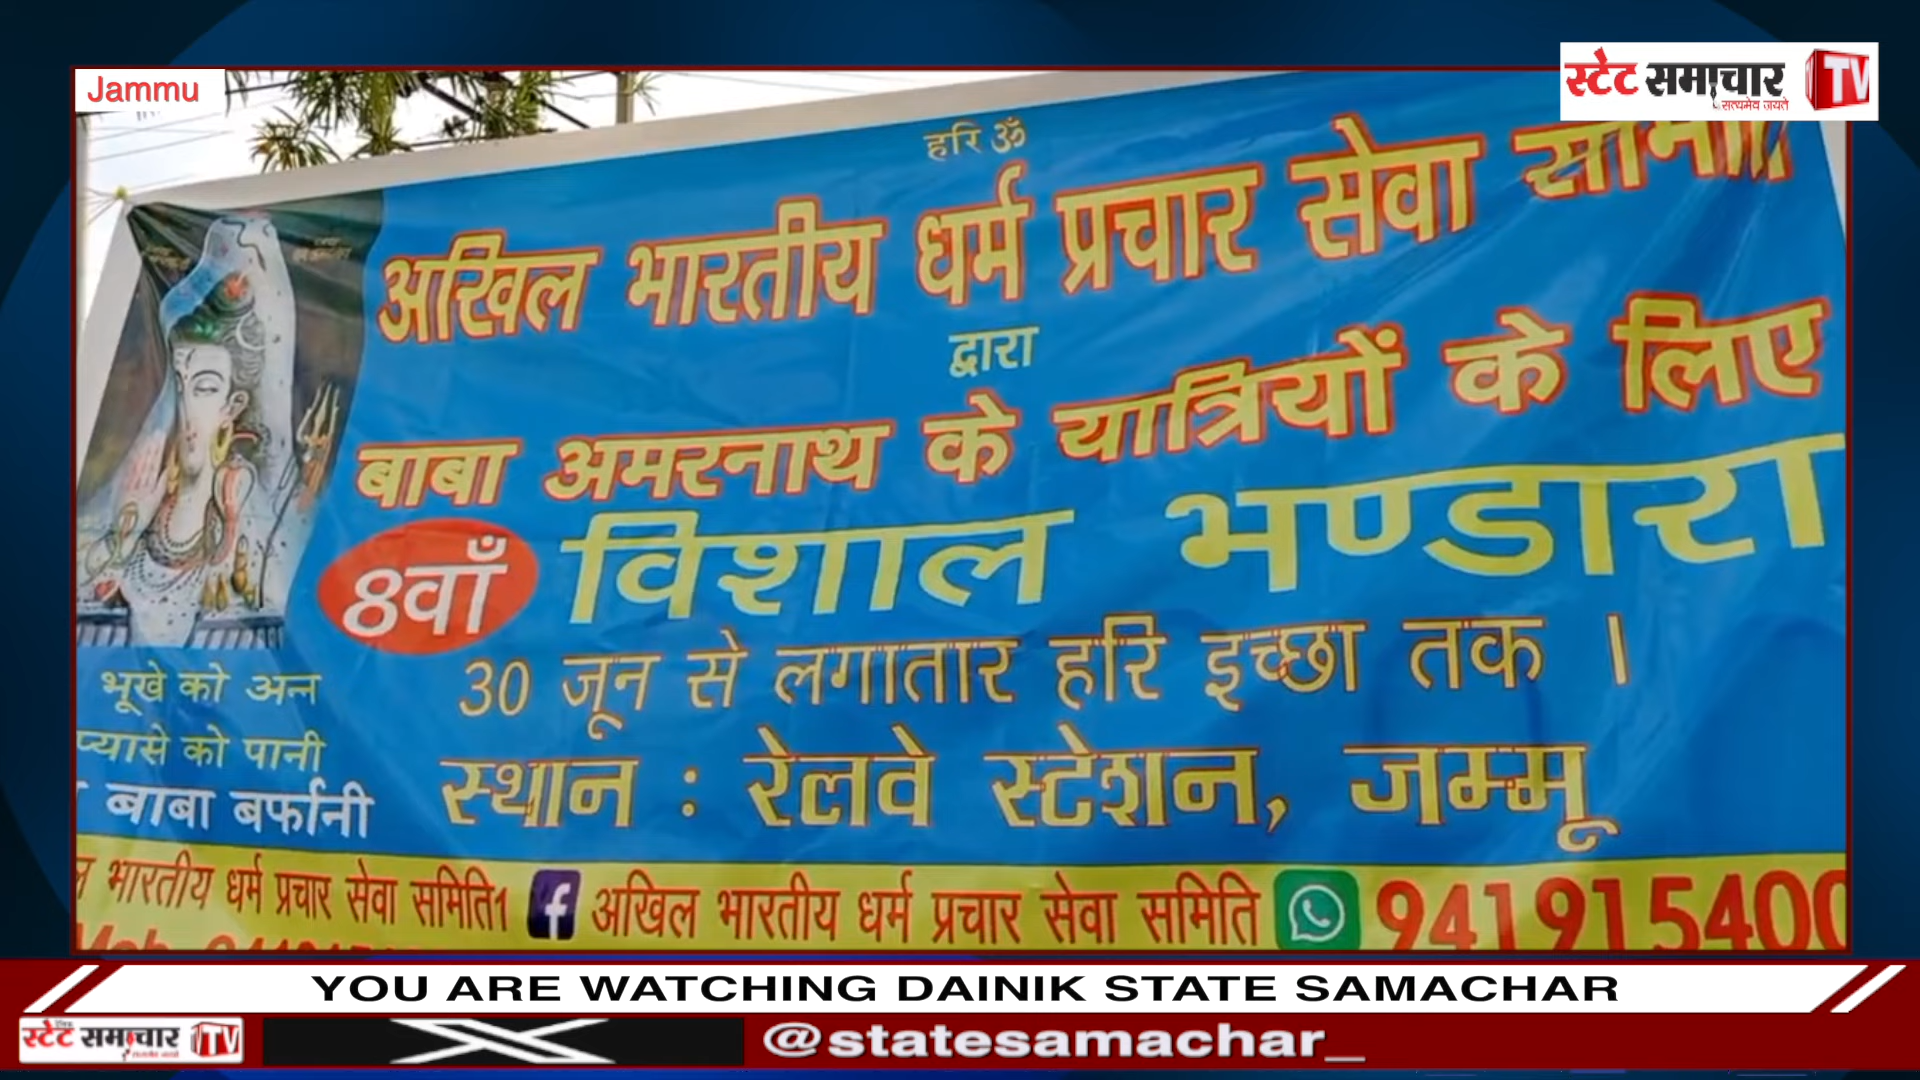 Jammu
स्टेट समाचार TV
सत्यमेव जयते
हरि ॐ
अखिल भारतीय धर्म प्रचार सेवा
द्वारा
बाबा अमरनाथ के यात्रियों के लिए
8वाँ विशाल भण्डारा
30 जून से लगातार हरि इच्छा तक ।
स्थान : रेलवे स्टेशन, जम्मू
भूखे को अन्न
प्यासे को पानी
बाबा बर्फानी
भारतीय धर्म प्रचार सेवा समिति1 अखिल भारतीय धर्म प्रचार सेवा समिति 941915400
YOU ARE WATCHING DAINIK STATE SAMACHAR
स्टेट समाचार TV
@statesamachar_